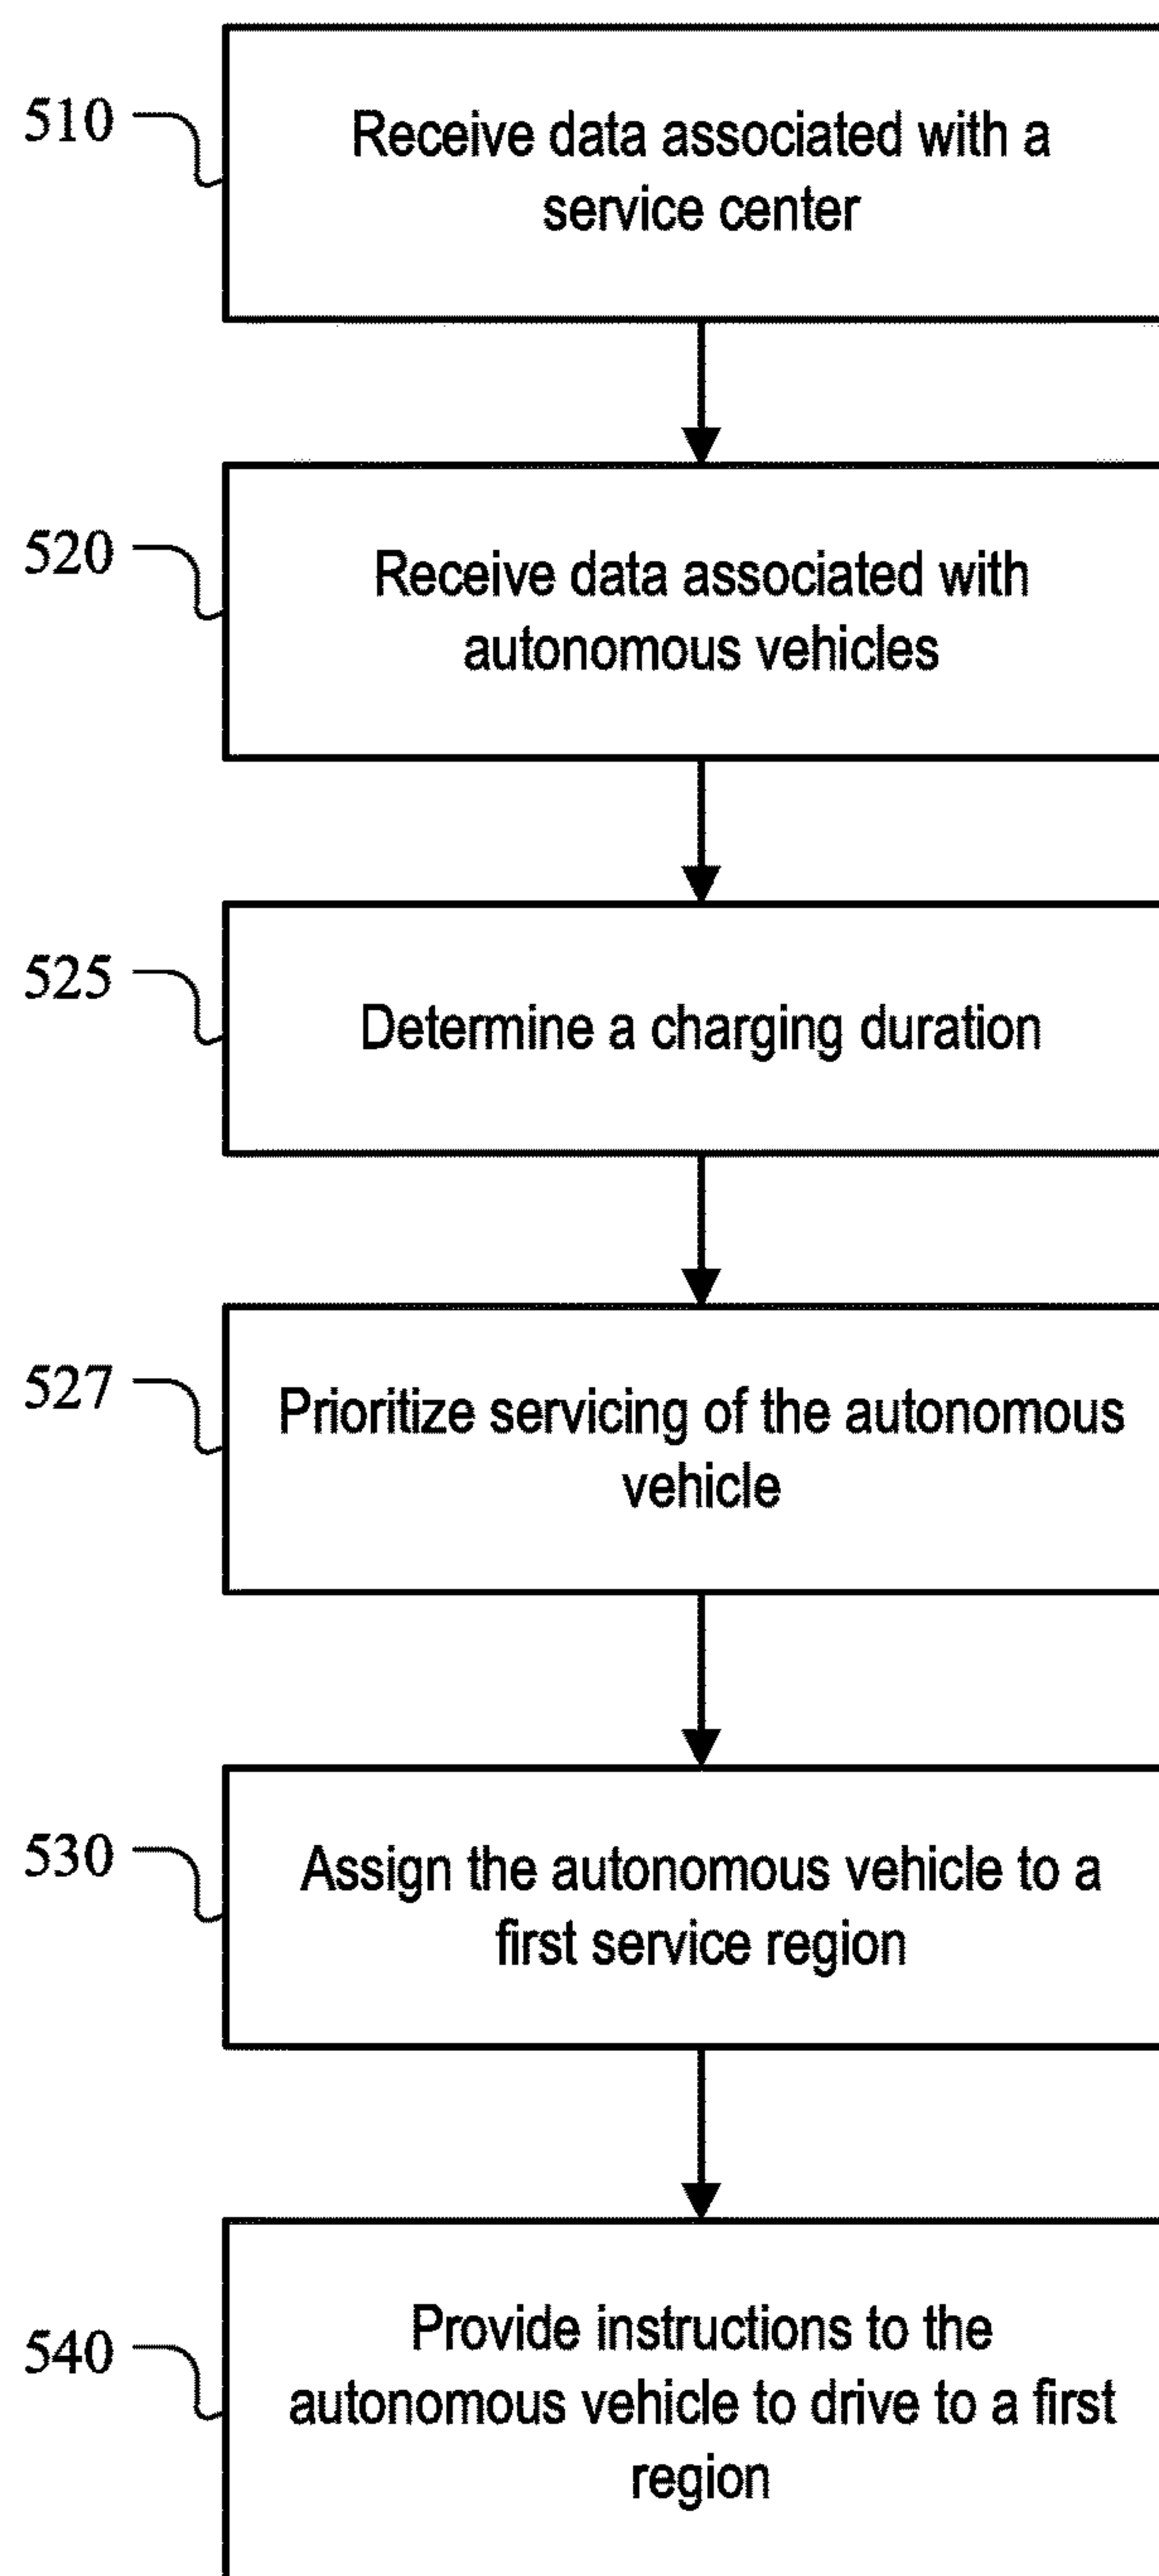 510
Receive data associated with a
service center
520
Receive data associated with
autonomous vehicles
525
Determine a charging duration
527
Prioritize servicing of the autonomous
vehicle
530
Assign the autonomous vehicle to a
first service region
540
Provide instructions to the
autonomous vehicle to drive to a first
region